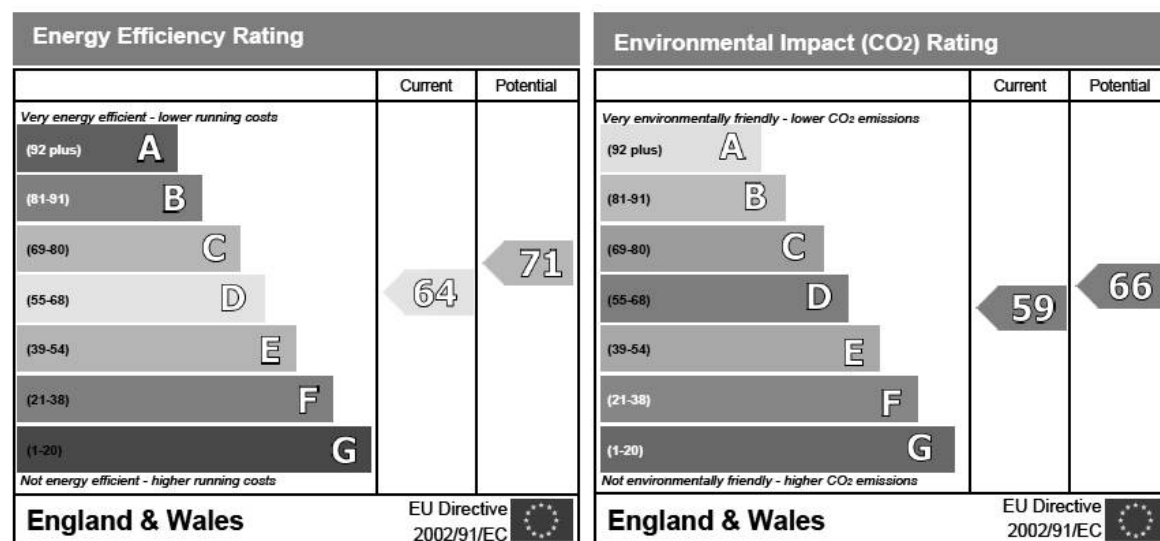 Energy Efficiency Rating
Current Potential
Very energy efficient - lower running costs
(92 plus) A
(81-91) B
(69-80) C
(55-68) D
(39-54) E
(21-38) F
(1-20) G
64
71
Not energy efficient - higher running costs
England & Wales
EU Directive
2002/91/EC
Environmental Impact (CO2) Rating
Current Potential
Very environmentally friendly - lower CO2 emissions
(92 plus) A
(81-91) B
(69-80) C
(55-68) D
(39-54) E
(21-38) F
(1-20) G
59
66
Not environmentally friendly - higher CO2 emissions
England & Wales
EU Directive
2002/91/EC